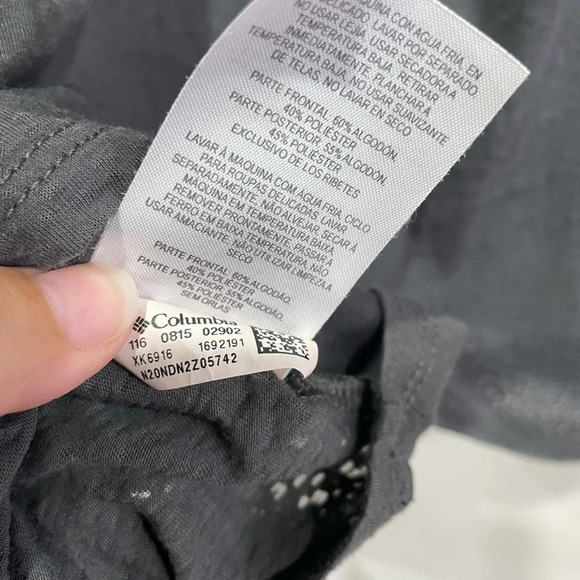 MÁQUINA CON AGUA FRIA, EN
DELICADO. LAVAR POR SEPARADO.
NO USAR LEJIA. USAR SECADORA A
TEMPERATURA BAJA. RETIRAR
INMEDIATAMENTE. PLANCHAR A
TEMPERATURA BAJA. NO USAR SUAVIZANTE
DE TELAS. NO LAVAR EN SECO
PARTE FRONTAL 60% ALGODÓN.
40% POLIÉSTER
PARTE POSTERIOR: 55% ALGODÓN.
45% POLIÉSTER
EXCLUSIVO DE LOS RIBETES
LAVAR À MÁQUINA COM ÁGUA FRIA, CICLO
PARA ROUPAS DELICADAS. LAVAR
SEPARADAMENTE. NÃO ALVEJAR. SECAR À
MÁQUINA EM TEMPERATURA BAIXA
REMOVER PRONTAMENTE. PASSAR A
FERRO EM BAIXA TEMPERATURA. NÃO
USAR AMACIANTE. NÃO UTILIZAR LIMPEZA A
SECO
PARTE FRONTAL 60% ALGODÃO.
40% POLIÉSTER
PARTE POSTERIOR: 55% ALGODÃO.
45% POLIÉSTER
SEM ORLAS
Columbia
116 0815 02902
XK6916 1692191
N20NDN2Z05742